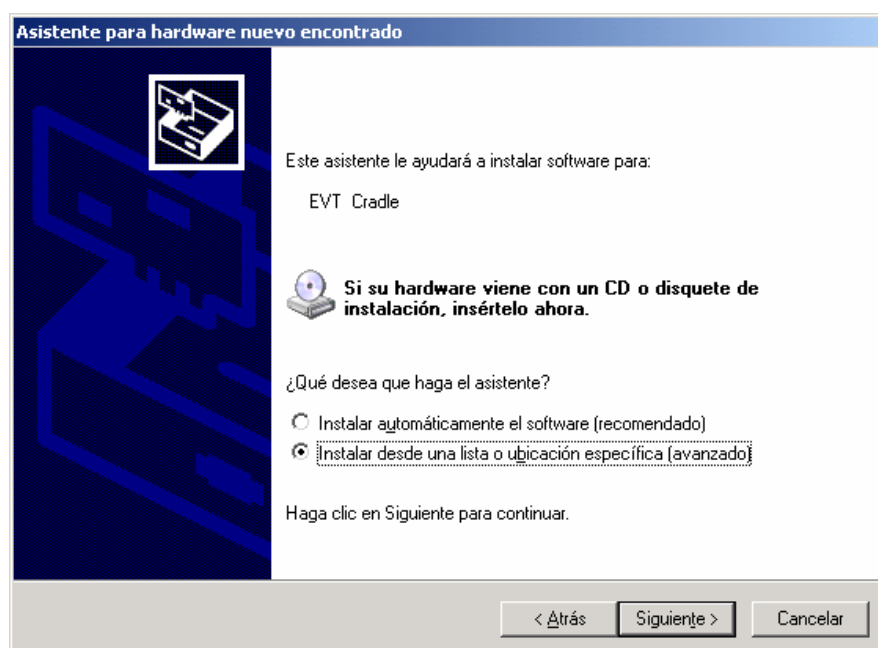 Asistente para hardware nuevo encontrado
Este asistente le ayudará a instalar software para:
EVT Cradle
Si su hardware viene con un CD o disquete de
instalación, insértelo ahora.
¿Qué desea que haga el asistente?
Instalar automáticamente el software (recomendado)
Instalar desde una lista o ubicación específica (avanzado)
Haga clic en Siguiente para continuar.
< Atrás
Siguiente >
Cancelar